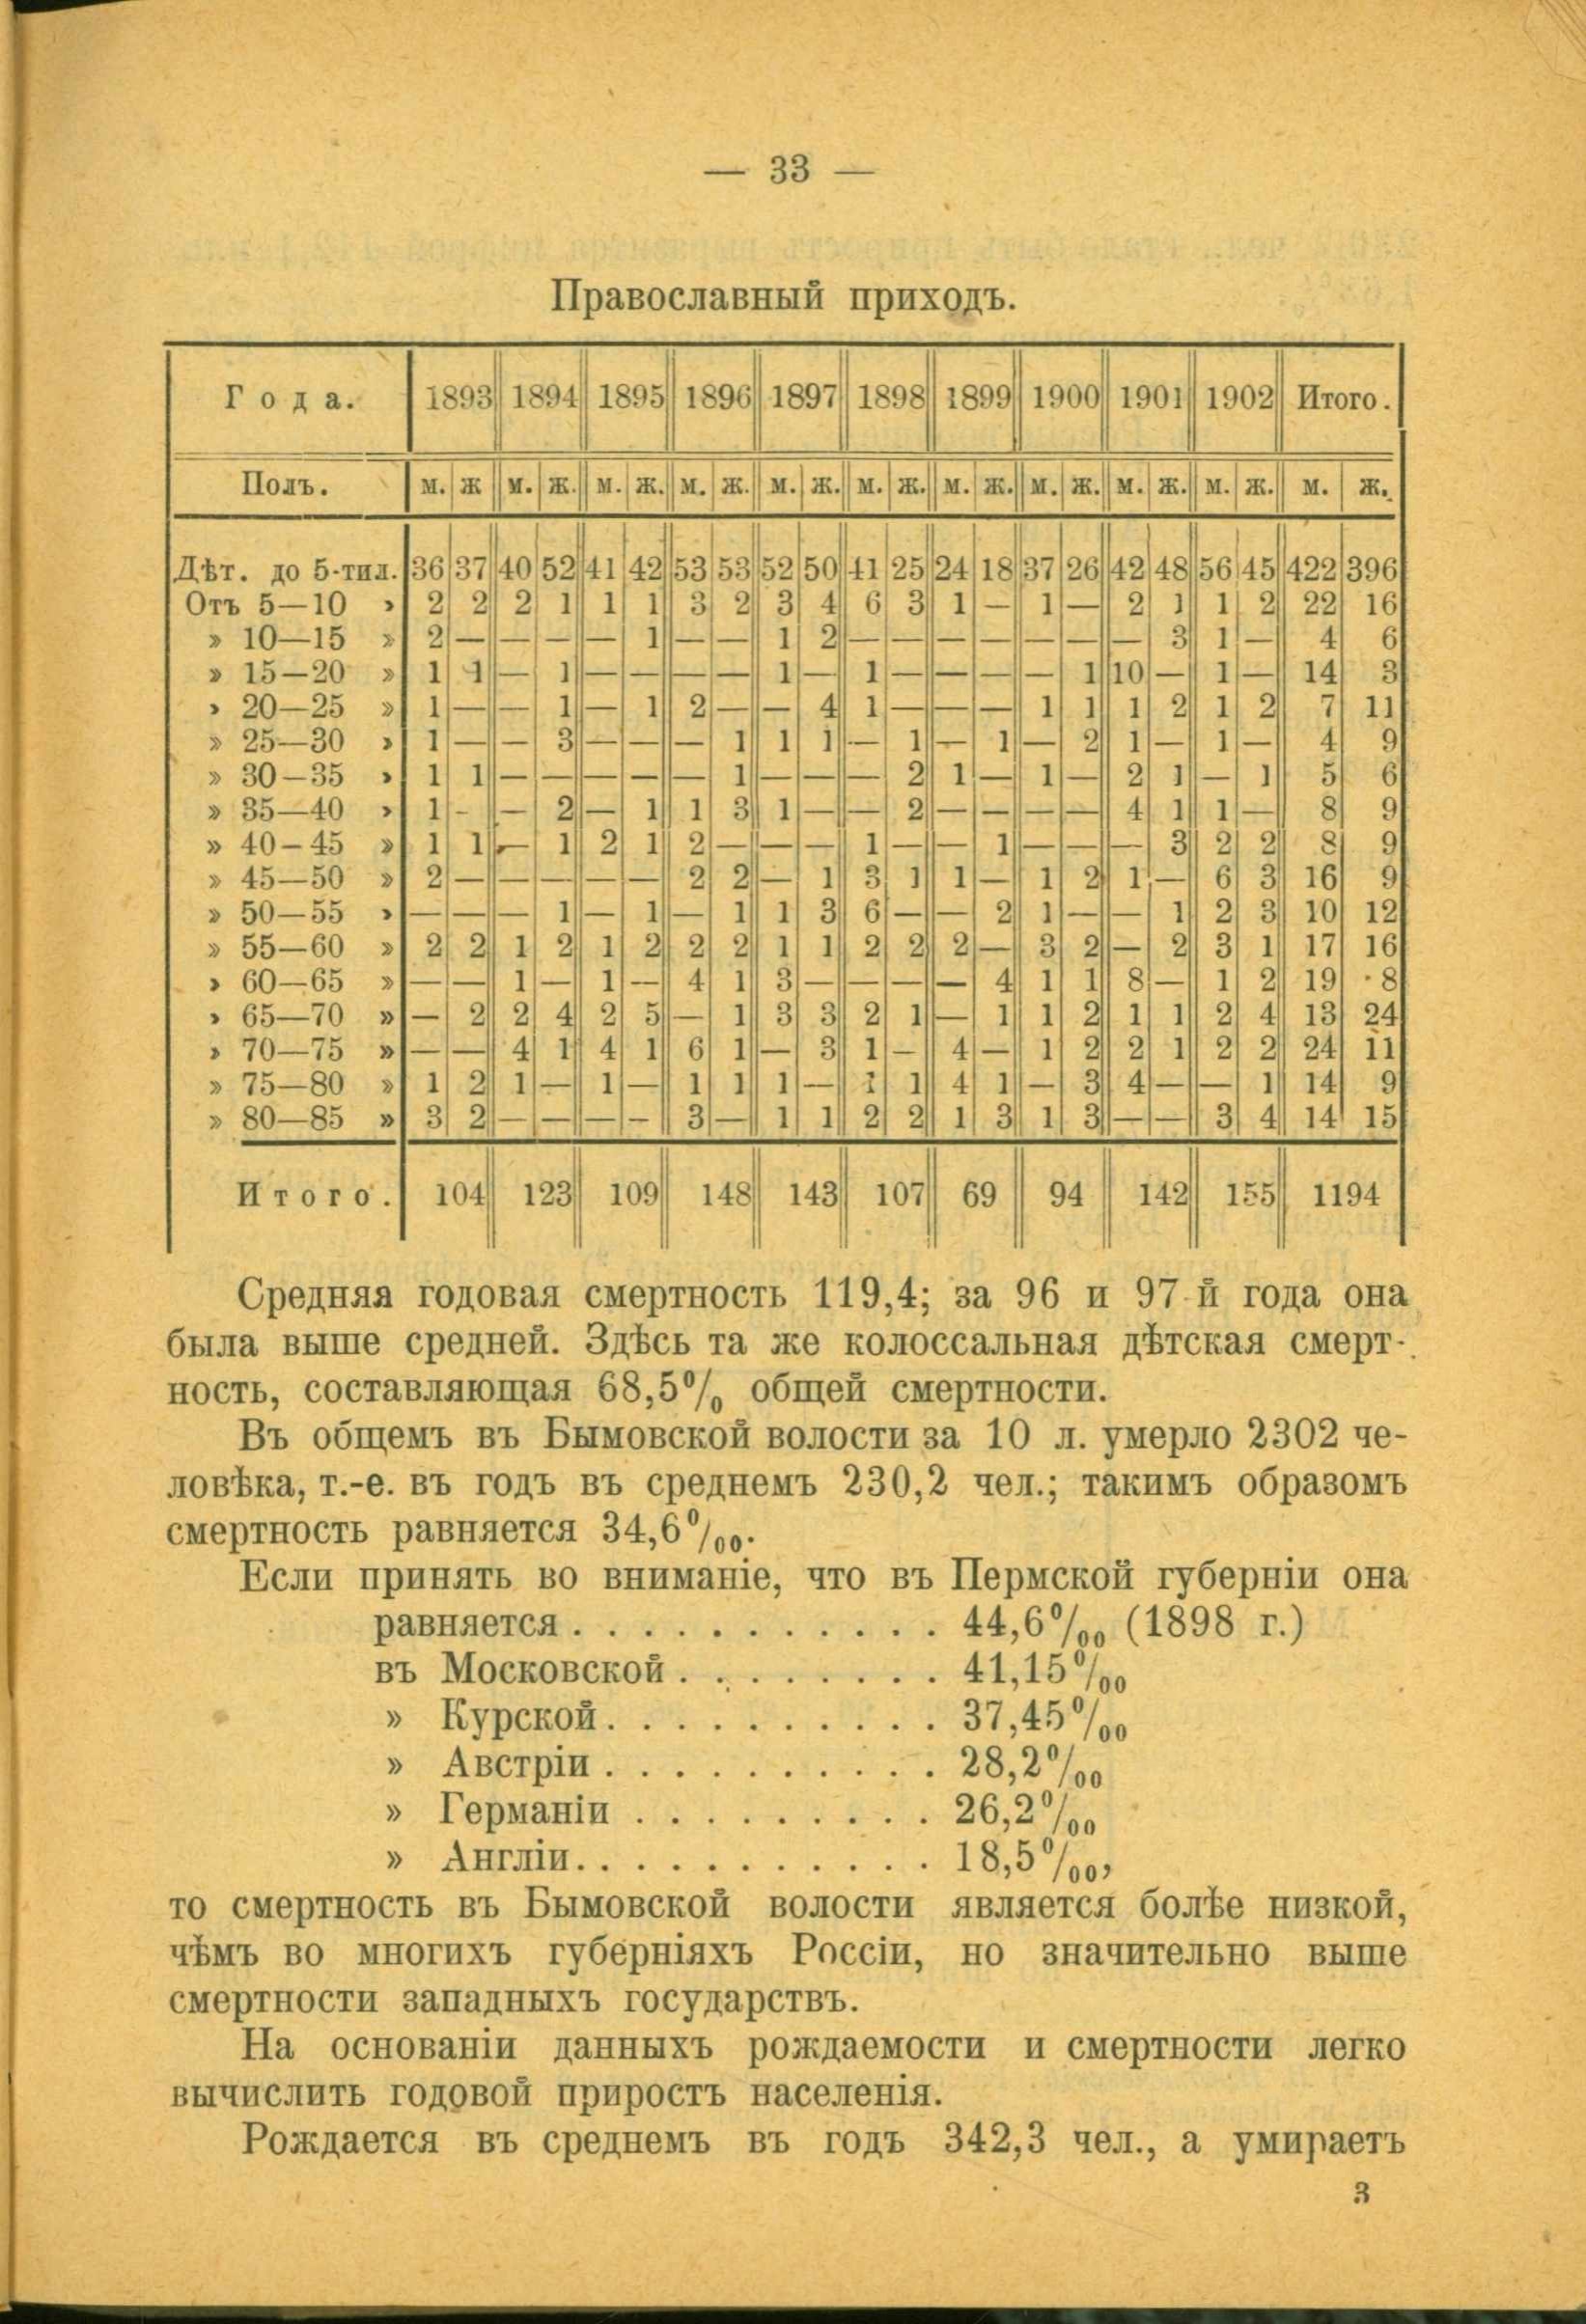 — 33 —
Православный приходъ.
Года. 1893 1894 1895 1896 1897 1898 1899 1900 1901 1902 Итого.
Полъ. м. ж м. ж. м. ж. м. ж. м. ж. м. ж. м. ж. м. ж. м. ж. м. ж. м. ж.
Дѣт. до 5-тил. 36 37 40 52 41 42 53 53 52 50 41 25 24 18 37 26 42 48 56 45 422 396
Отъ 5—10 » 2 2 2 1 1 1 3 2 3 4 6 3 1 — 1 — 2 1 1 2 22 16
» 10—15 » 2 — — — — 1 — — 1 2 — — — — — — — 3 1 — 4 6
» 15—20 » 1 1 — 1 — — — — 1 — 1 — — — — 1 10 — 1 — 14 3
» 20—25 » 1 — — 1 — 1 2 — — 4 1 — — — 1 1 1 2 1 2 7 11
» 25—30 » 1 — — 3 — — — 1 1 1 — 1 — 1 — 2 1 — 1 — 4 9
» 30—35 » 1 1 — — — — — 1 — — — 2 1 — 1 — 2 1 — 1 5 6
» 35—40 » 1 - — 2 — 1 1 3 1 — — 2 — — — — 4 1 1 — 8 9
» 40—45 » 1 1 — 1 2 1 2 — — — 1 — — 1 — — — 3 2 2 8 9
» 45—50 » 2 — — — — — 2 2 — 1 3 1 1 — 1 2 1 — 6 3 16 9
» 50—55 » — — — 1 — 1 — 1 1 3 6 — — 2 1 — — 1 2 3 10 12
» 55—60 » 2 2 1 2 1 2 2 2 1 1 2 2 2 — 3 2 — 2 3 1 17 16
» 60—65 » — — 1 — 1 — 4 1 3 — — — — 4 1 1 8 — 1 2 19 8
» 65—70 » — 2 2 4 2 5 — 1 3 3 2 1 — 1 1 2 1 1 2 4 13 24
» 70—75 » — — 4 1 4 1 6 1 — 3 1 - 4 — 1 2 2 1 2 2 24 11
» 75—80 » 1 2 1 — 1 — 1 1 1 — 1 1 4 1 — 3 4 — — 1 14 9
» 80—85 » 3 2 — — — - 3 — 1 1 2 2 1 3 1 3 — — 3 4 14 15
Итого. 104 123 109 148 143 107 69 94 142 155 1194
Средняя годовая смертность 119,4; за 96 и 97-й года она
была выше средней. Здѣсь та же колоссальная дѣтская смерт-
ность, составляющая 68,5% общей смертности.
Въ общемъ въ Бымовской волости за 10 л. умерло 2302 че-
ловѣка, т.-е. въ годъ въ среднемъ 230,2 чел.; такимъ образомъ
смертность равняется 34,6‰.
Если принять во вниманіе, что въ Пермской губерніи она
равняется . . . . . . . . . . . 44,6‰ (1898 г.)
въ Московской . . . . . . . . 41,15‰
» Курской . . . . . . . . . . 37,45‰
» Австріи . . . . . . . . . . 28,2‰
» Германіи . . . . . . . . . 26,2‰
» Англіи . . . . . . . . . . . 18,5‰,
то смертность въ Бымовской волости является болѣе низкой,
чѣмъ во многихъ губерніяхъ Россіи, но значительно выше
смертности западныхъ государствъ.
На основаніи данныхъ рождаемости и смертности легко
вычислить годовой приростъ населенія.
Рождается въ среднемъ въ годъ 342,3 чел., а умираетъ
3